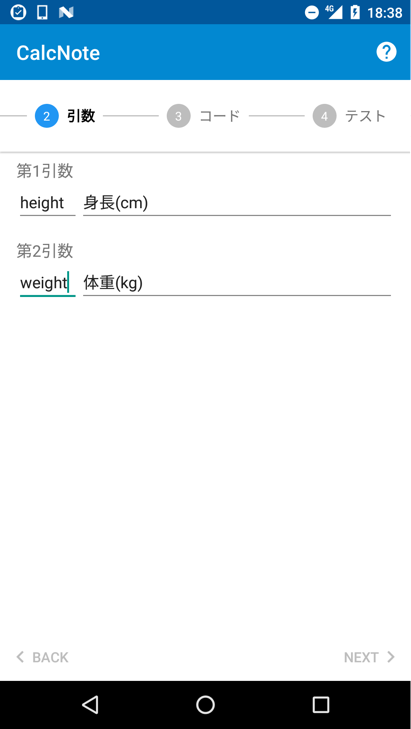 4G 18:38
CalcNote
2 引数 3 コード 4 テスト
第1引数
height 身長(cm)
第2引数
weight 体重(kg)
BACK NEXT